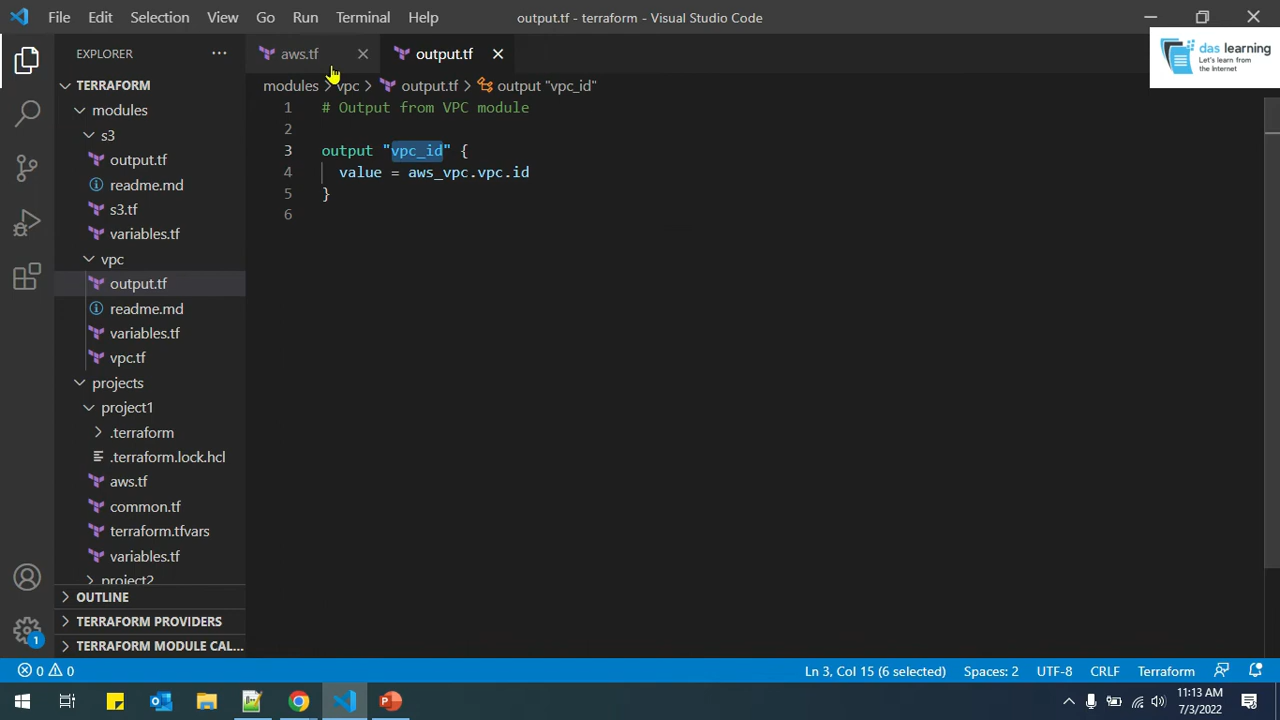 File Edit Selection View Go Run Terminal Help
output.tf - terraform - Visual Studio Code
das learning
Let's learn from
the Internet
EXPLORER
TERRAFORM
modules
s3
output.tf
readme.md
s3.tf
variables.tf
vpc
output.tf
readme.md
variables.tf
vpc.tf
projects
project1
.terraform
.terraform.lock.hcl
aws.tf
common.tf
terraform.tfvars
variables.tf
project2
OUTLINE
TERRAFORM PROVIDERS
TERRAFORM MODULE CAL...
aws.tf
output.tf
modules > vpc > output.tf > output "vpc_id"
1 # Output from VPC module
2
3 output "vpc_id" {
4 value = aws_vpc.vpc.id
5 }
6
1
0 0
Ln 3, Col 15 (6 selected)
Spaces: 2
UTF-8
CRLF
Terraform
11:13 AM
7/3/2022